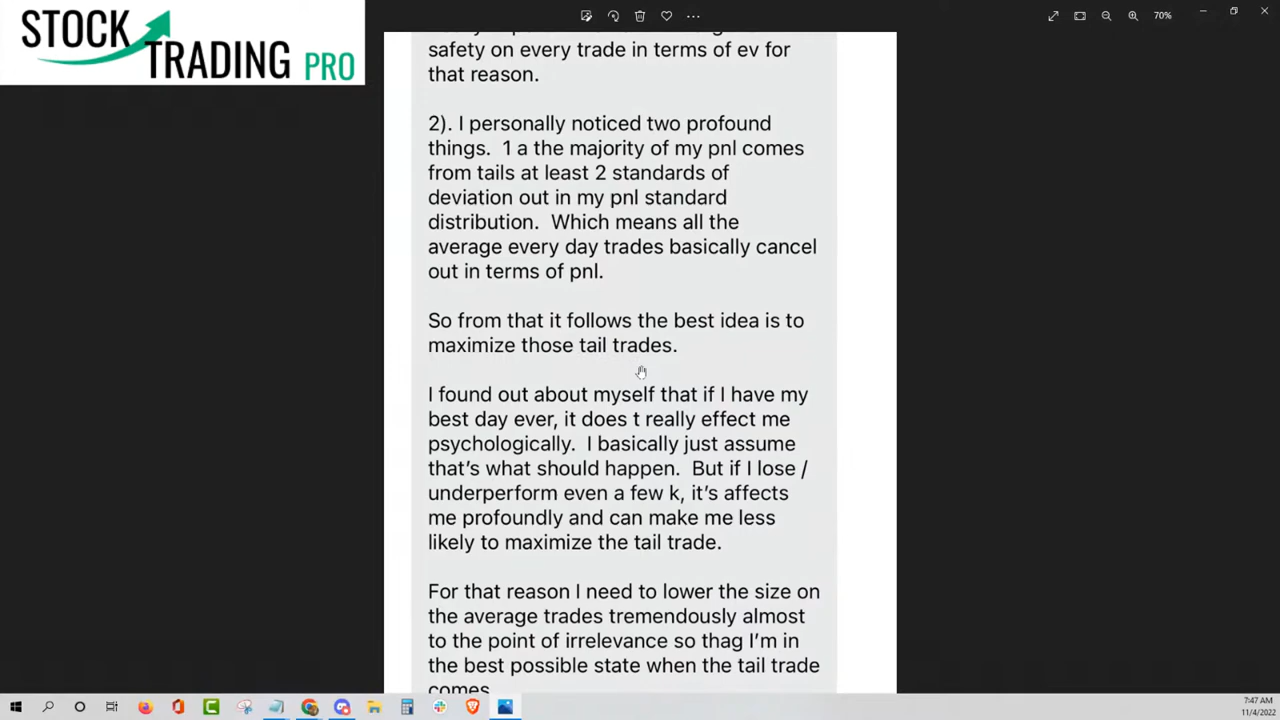 STOCK
TRADING PRO
70%
safety on every trade in terms of ev for
that reason.
2). I personally noticed two profound
things.  1 a the majority of my pnl comes
from tails at least 2 standards of
deviation out in my pnl standard
distribution.  Which means all the
average every day trades basically cancel
out in terms of pnl.
So from that it follows the best idea is to
maximize those tail trades.
I found out about myself that if I have my
best day ever, it does t really effect me
psychologically.  I basically just assume
that’s what should happen.  But if I lose /
underperform even a few k, it’s affects
me profoundly and can make me less
likely to maximize the tail trade.
For that reason I need to lower the size on
the average trades tremendously almost
to the point of irrelevance so thag I’m in
the best possible state when the tail trade
comes
7:47 AM
11/4/2022